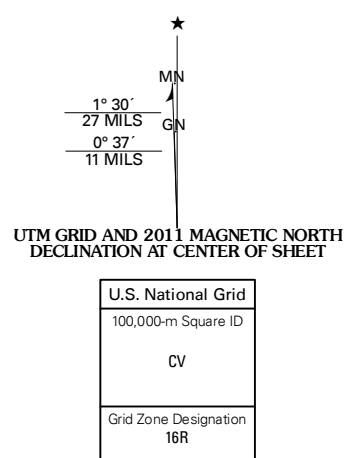 MN
1° 30´
27 MILS
GN
0° 37´
11 MILS
UTM GRID AND 2011 MAGNETIC NORTH
DECLINATION AT CENTER OF SHEET
U.S. National Grid
100,000-m Square ID
CV
Grid Zone Designation
16R